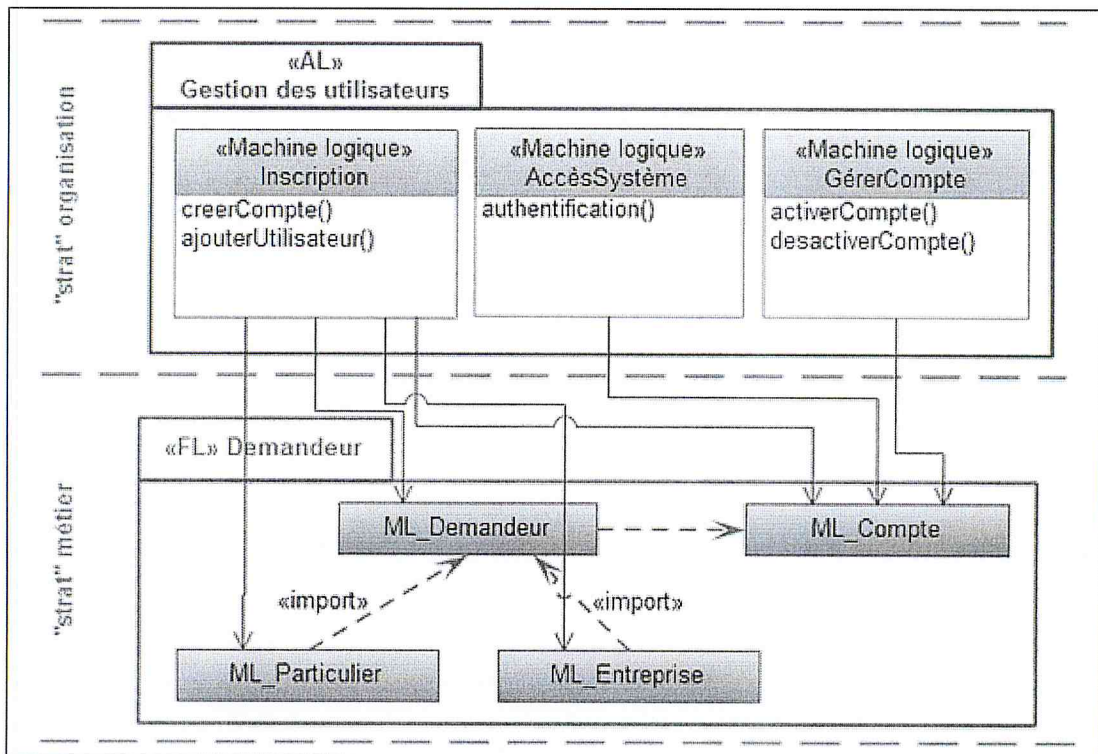 "strat" organisation
«AL»
Gestion des utilisateurs
«Machine logique»
Inscription
creerCompte()
ajouterUtilisateur()
«Machine logique»
AccèsSystème
authentification()
«Machine logique»
GérerCompte
activerCompte()
desactiverCompte()
"strat" métier
«FL» Demandeur
ML_Demandeur
ML_Compte
«import»
«import»
ML_Particulier
ML_Entreprise